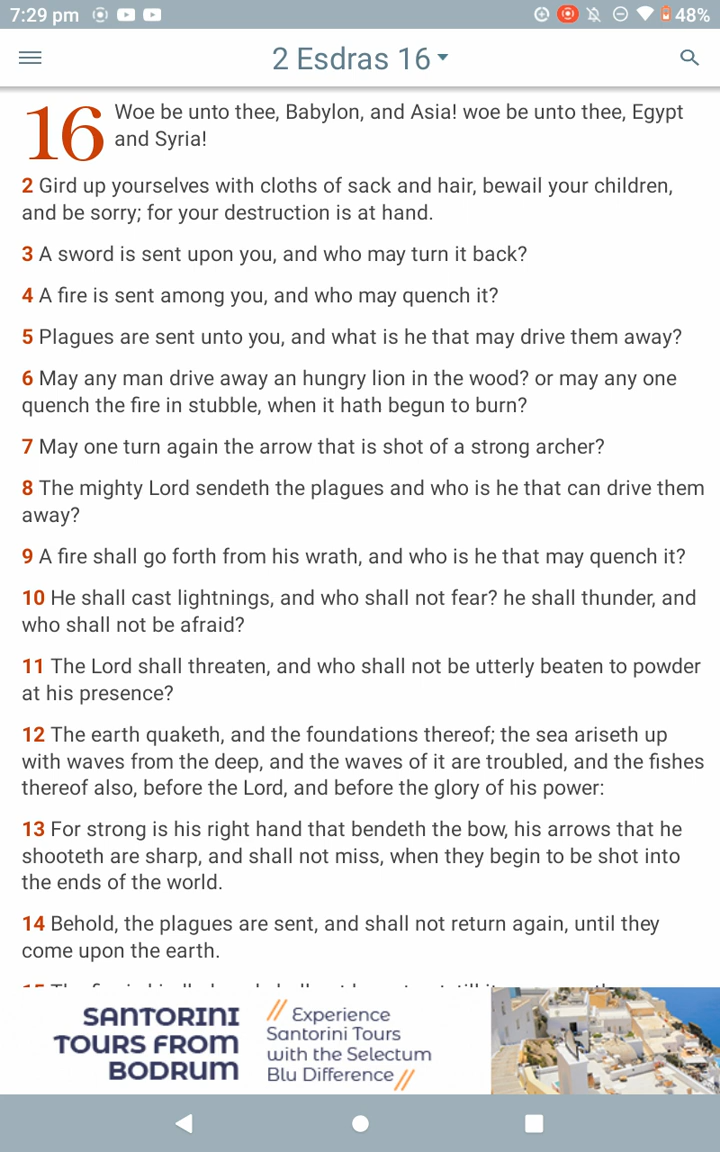 7:29 pm
48%
2 Esdras 16
16 Woe be unto thee, Babylon, and Asia! woe be unto thee, Egypt
and Syria!
2 Gird up yourselves with cloths of sack and hair, bewail your children,
and be sorry; for your destruction is at hand.
3 A sword is sent upon you, and who may turn it back?
4 A fire is sent among you, and who may quench it?
5 Plagues are sent unto you, and what is he that may drive them away?
6 May any man drive away an hungry lion in the wood? or may any one
quench the fire in stubble, when it hath begun to burn?
7 May one turn again the arrow that is shot of a strong archer?
8 The mighty Lord sendeth the plagues and who is he that can drive them
away?
9 A fire shall go forth from his wrath, and who is he that may quench it?
10 He shall cast lightnings, and who shall not fear? he shall thunder, and
who shall not be afraid?
11 The Lord shall threaten, and who shall not be utterly beaten to powder
at his presence?
12 The earth quaketh, and the foundations thereof; the sea ariseth up
with waves from the deep, and the waves of it are troubled, and the fishes
thereof also, before the Lord, and before the glory of his power:
13 For strong is his right hand that bendeth the bow, his arrows that he
shooteth are sharp, and shall not miss, when they begin to be shot into
the ends of the world.
14 Behold, the plagues are sent, and shall not return again, until they
come upon the earth.
SANTORINI
TOURS FROM
BODRUM
// Experience
Santorini Tours
with the Selectum
Blu Difference //